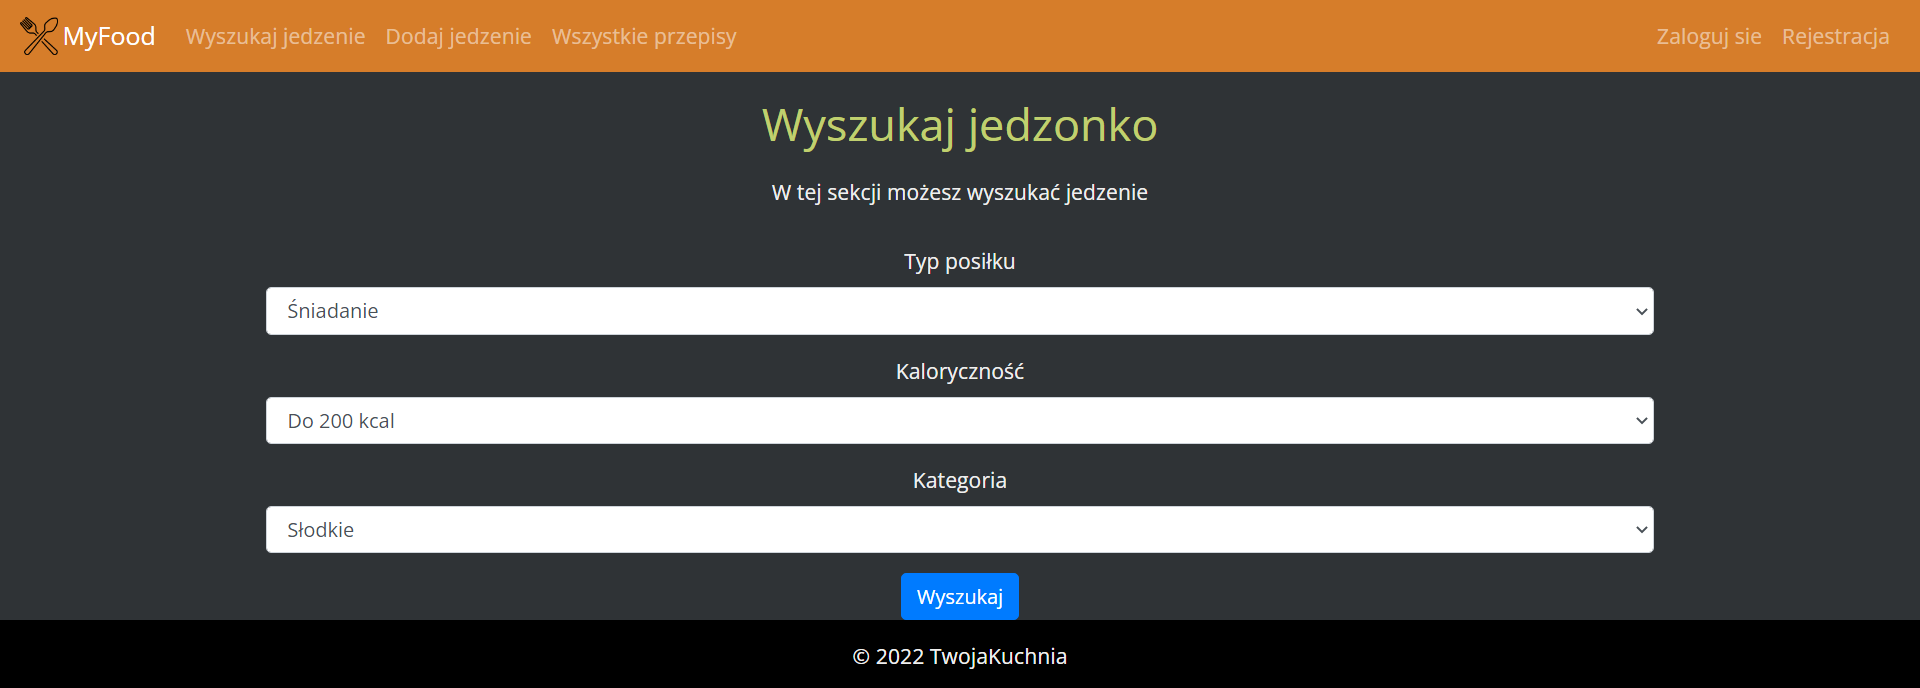 MyFood Wyszukaj jedzenie Dodaj jedzenie Wszystkie przepisy Zaloguj sie Rejestracja
Wyszukaj jedzonko
W tej sekcji możesz wyszukać jedzenie
Typ posiłku
Śniadanie
Kaloryczność
Do 200 kcal
Kategoria
Słodkie
Wyszukaj
© 2022 TwojaKuchnia